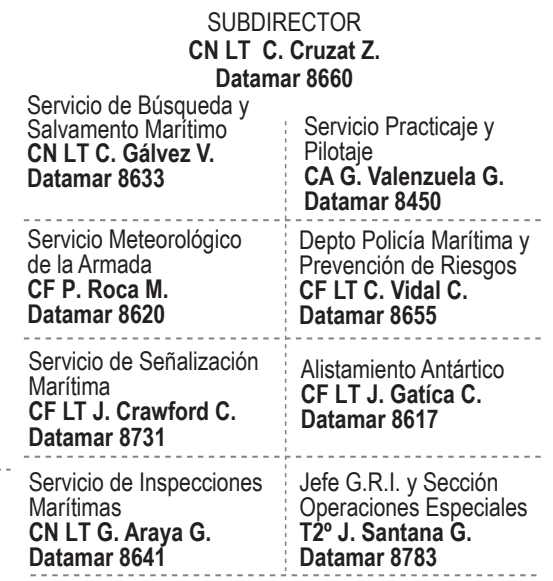 SUBDIRECTOR
CN LT C. Cruzat Z.
Datamar 8660
Servicio de Búsqueda y
Salvamento Marítimo
CN LT C. Gálvez V.
Datamar 8633
Servicio Practicaje y
Pilotaje
CA G. Valenzuela G.
Datamar 8450
Servicio Meteorológico
de la Armada
CF P. Roca M.
Datamar 8620
Depto Policía Marítima y
Prevención de Riesgos
CF LT C. Vidal C.
Datamar 8655
Servicio de Señalización
Marítima
CF LT J. Crawford C.
Datamar 8731
Alistamiento Antártico
CF LT J. Gatíca C.
Datamar 8617
Servicio de Inspecciones
Marítimas
CN LT G. Araya G.
Datamar 8641
Jefe G.R.I. y Sección
Operaciones Especiales
T2º J. Santana G.
Datamar 8783